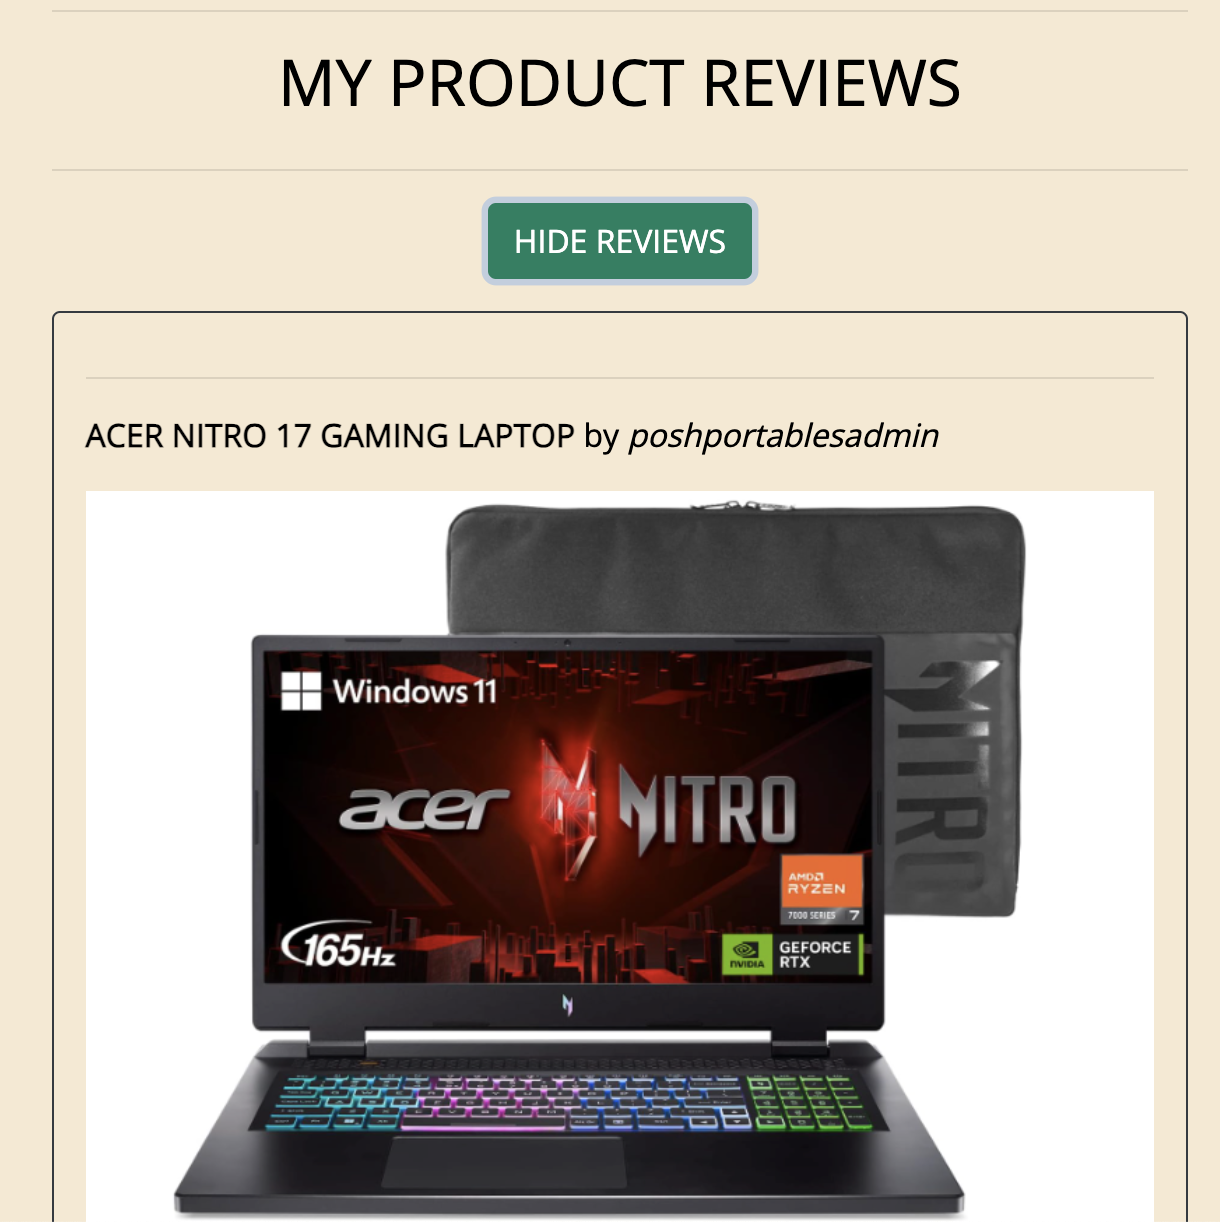 MY PRODUCT REVIEWS
HIDE REVIEWS
ACER NITRO 17 GAMING LAPTOP by poshportablesadmin
Windows 11
acer NITRO
NITRO
AMD
RYZEN
7000 SERIES 7
165Hz
NVIDIA
GEFORCE
RTX